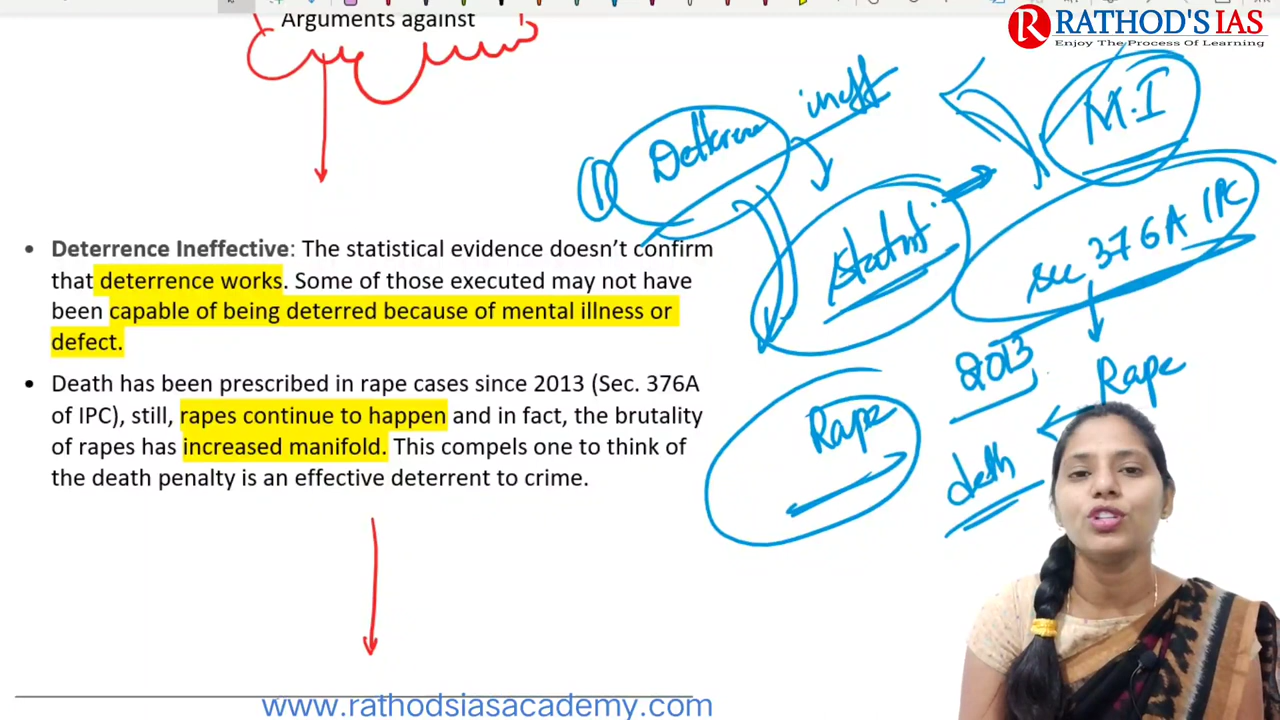 Arguments against
RATHOD'S IAS
Enjoy The Process Of Learning
ineff
M.I
①
sec 376A IPC
• Deterrence Ineffective: The statistical evidence doesn’t confirm
that deterrence works. Some of those executed may not have
been capable of being deterred because of mental illness or
defect.
2013
Rape
• Death has been prescribed in rape cases since 2013 (Sec. 376A
of IPC), still, rapes continue to happen and in fact, the brutality
of rapes has increased manifold. This compels one to think of
the death penalty is an effective deterrent to crime.
Rape
death
www.rathodsiasacademy.com